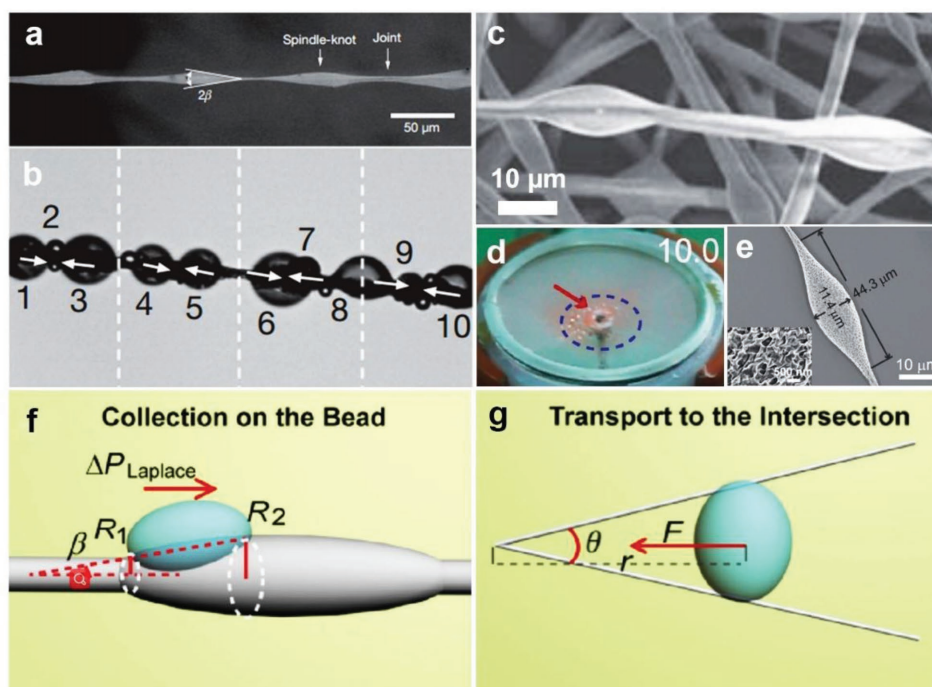 a
Spindle-knot
Joint
2β
50 μm
b
1
2
3
4
5
6
7
8
9
10
c
10 μm
d
10.0
e
44.3 μm
11.4 μm
500 nm
10 μm
f
Collection on the Bead
ΔP Laplace
R1
R2
β
g
Transport to the Intersection
θ
F
r